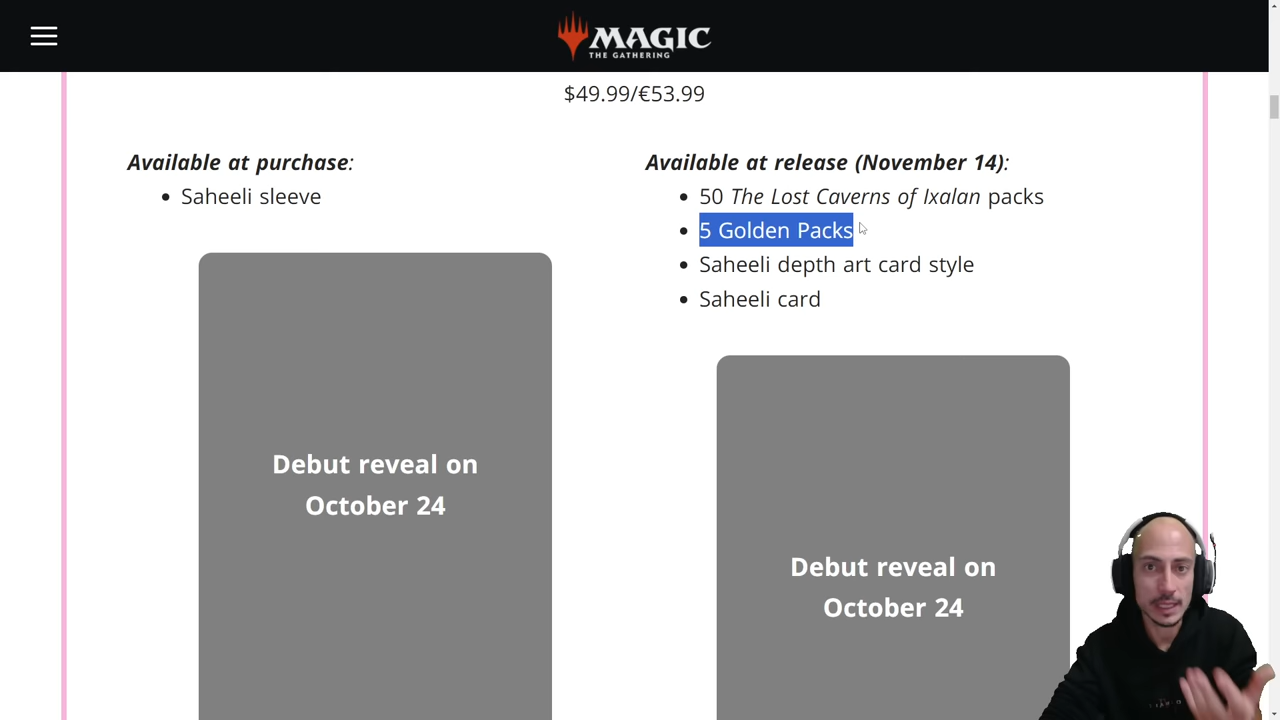 MAGIC
THE GATHERING
$49.99/€53.99
Available at purchase:
• Saheeli sleeve
Debut reveal on
October 24
Available at release (November 14):
• 50 The Lost Caverns of Ixalan packs
• 5 Golden Packs
• Saheeli depth art card style
• Saheeli card
Debut reveal on
October 24